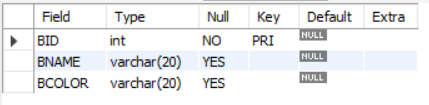 Field Type Null Key Default Extra
BID int NO PRI NULL
BNAME varchar(20) YES NULL
BCOLOR varchar(20) YES NULL